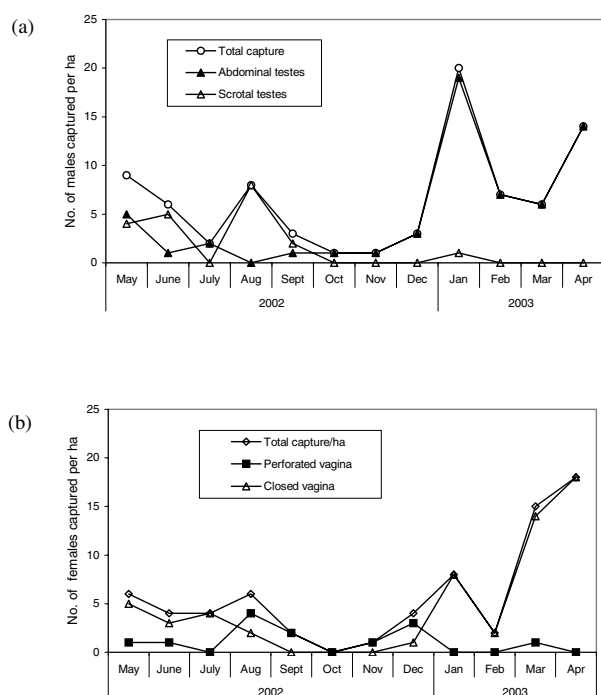 (a)
25
20
15
10
5
0
No. of males captured per ha
Total capture
Abdominal testes
Scrotal testes
May June July Aug Sept Oct Nov Dec Jan Feb Mar Apr
2002 2003
(b)
25
20
15
10
5
0
No. of females captured per ha
Total capture/ha
Perforated vagina
Closed vagina
May June July Aug Sept Oct Nov Dec Jan Feb Mar Apr
2002 2003